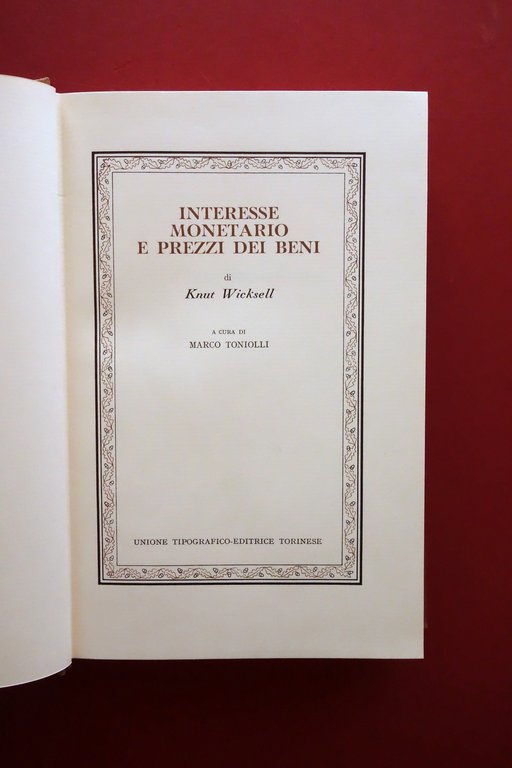 INTERESSE
MONETARIO
E PREZZI DEI BENI
di
Knut Wicksell
A CURA DI
MARCO TONIOLLI
UNIONE TIPOGRAFICO-EDITRICE TORINESE